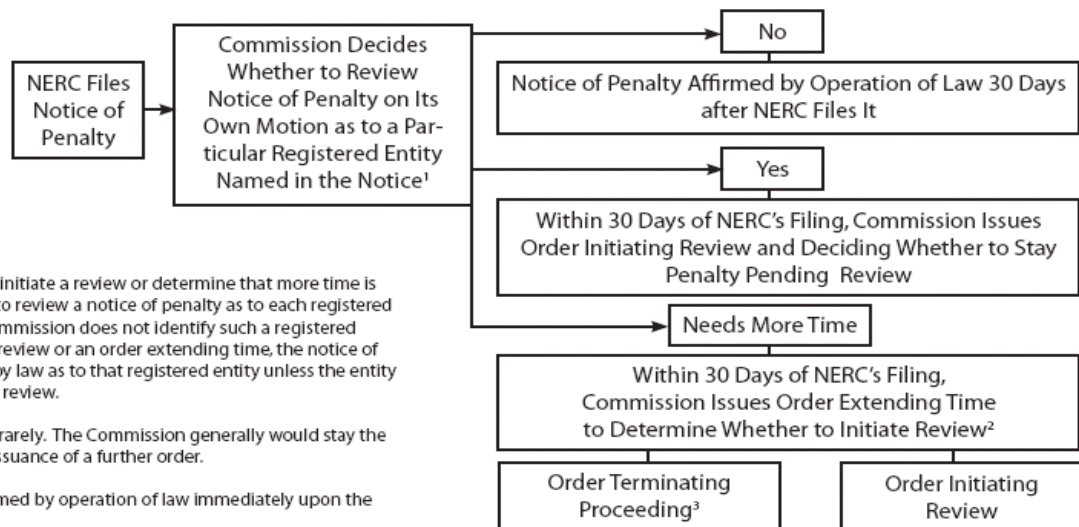 NERC Files
Notice of
Penalty
Commission Decides
Whether to Review
Notice of Penalty on Its
Own Motion as to a Par-
ticular Registered Entity
Named in the Notice¹
No
Notice of Penalty Affirmed by Operation of Law 30 Days
after NERC Files It
Yes
Within 30 Days of NERC's Filing, Commission Issues
Order Initiating Review and Deciding Whether to Stay
Penalty Pending Review
Needs More Time
Within 30 Days of NERC's Filing,
Commission Issues Order Extending Time
to Determine Whether to Initiate Review²
Order Terminating
Proceeding³
Order Initiating
Review
initiate a review or determine that more time is
to review a notice of penalty as to each registered
mmission does not identify such a registered
review or an order extending time, the notice of
by law as to that registered entity unless the entity
review.
rarely. The Commission generally would stay the
ssuance of a further order.
med by operation of law immediately upon the